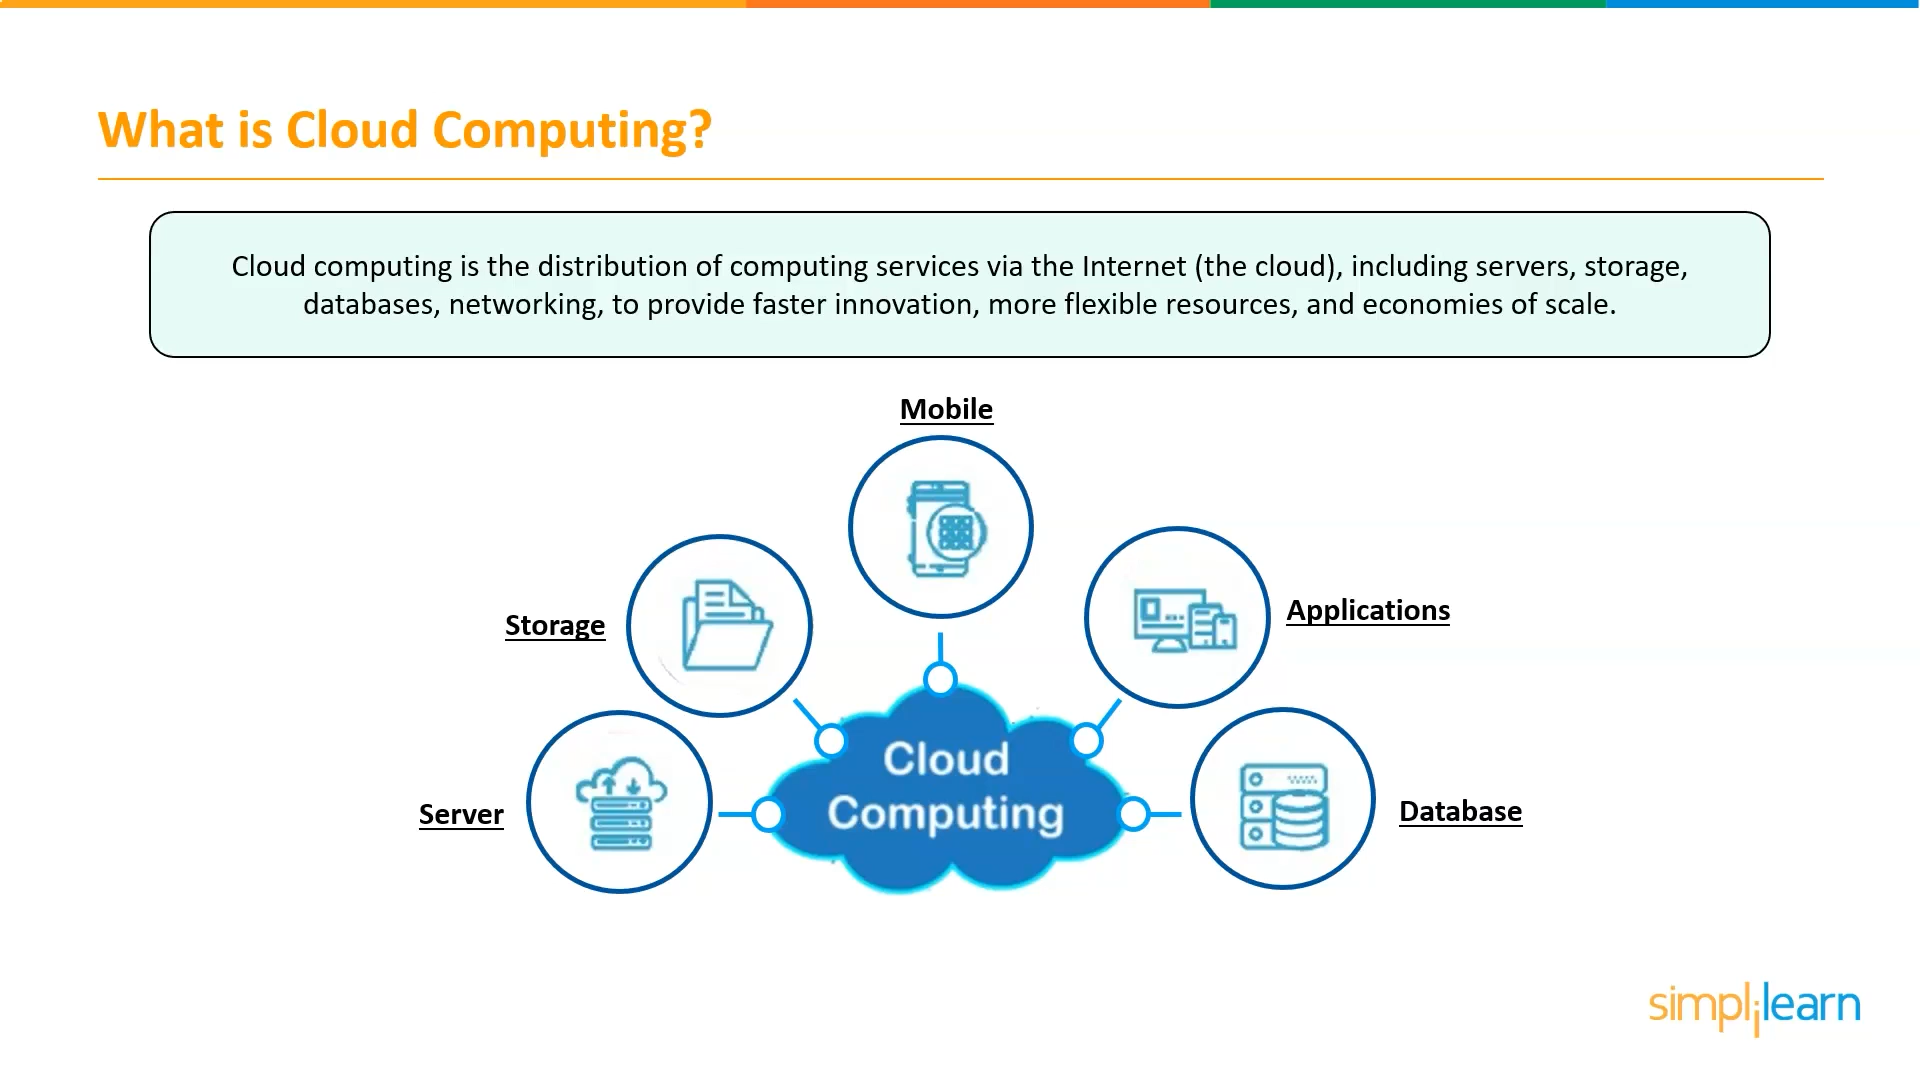 What is Cloud Computing?
Cloud computing is the distribution of computing services via the Internet (the cloud), including servers, storage,
databases, networking, to provide faster innovation, more flexible resources, and economies of scale.
Mobile
Storage
Applications
Server
Cloud
Computing
Database
simplilearn